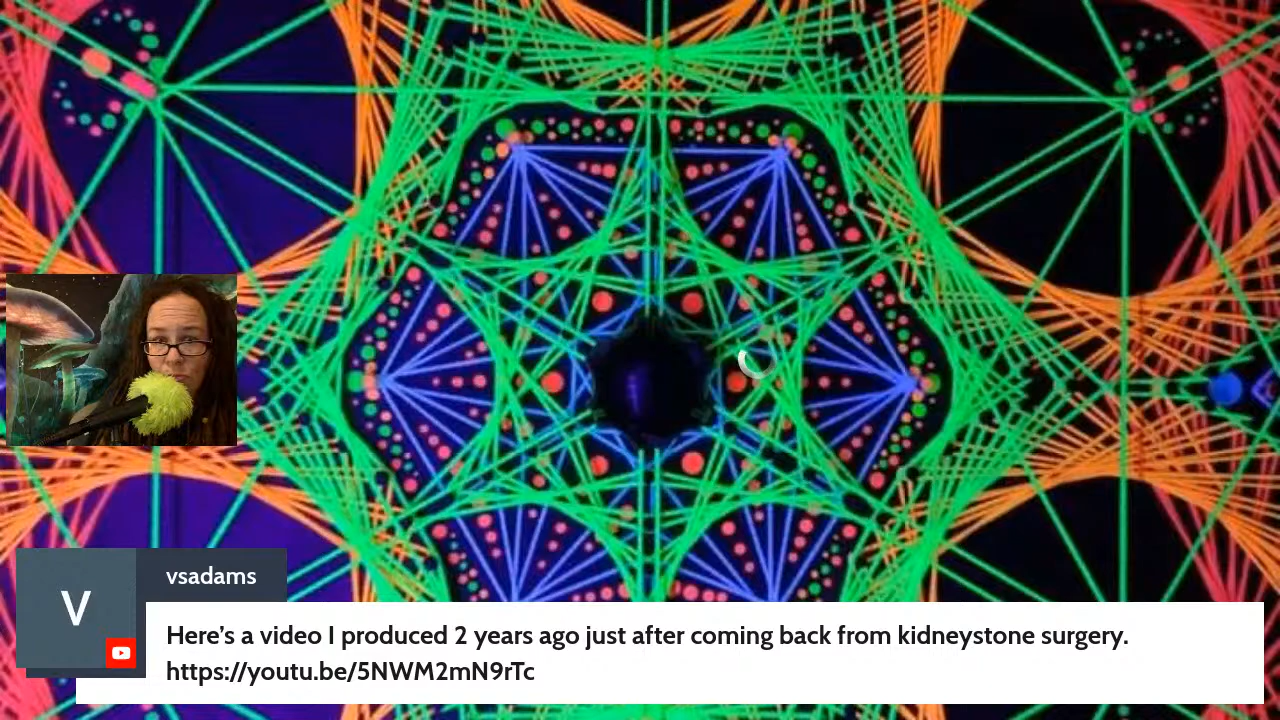 V
vsadams
Here's a video I produced 2 years ago just after coming back from kidneystone surgery.
https://youtu.be/5NWM2mN9rTc